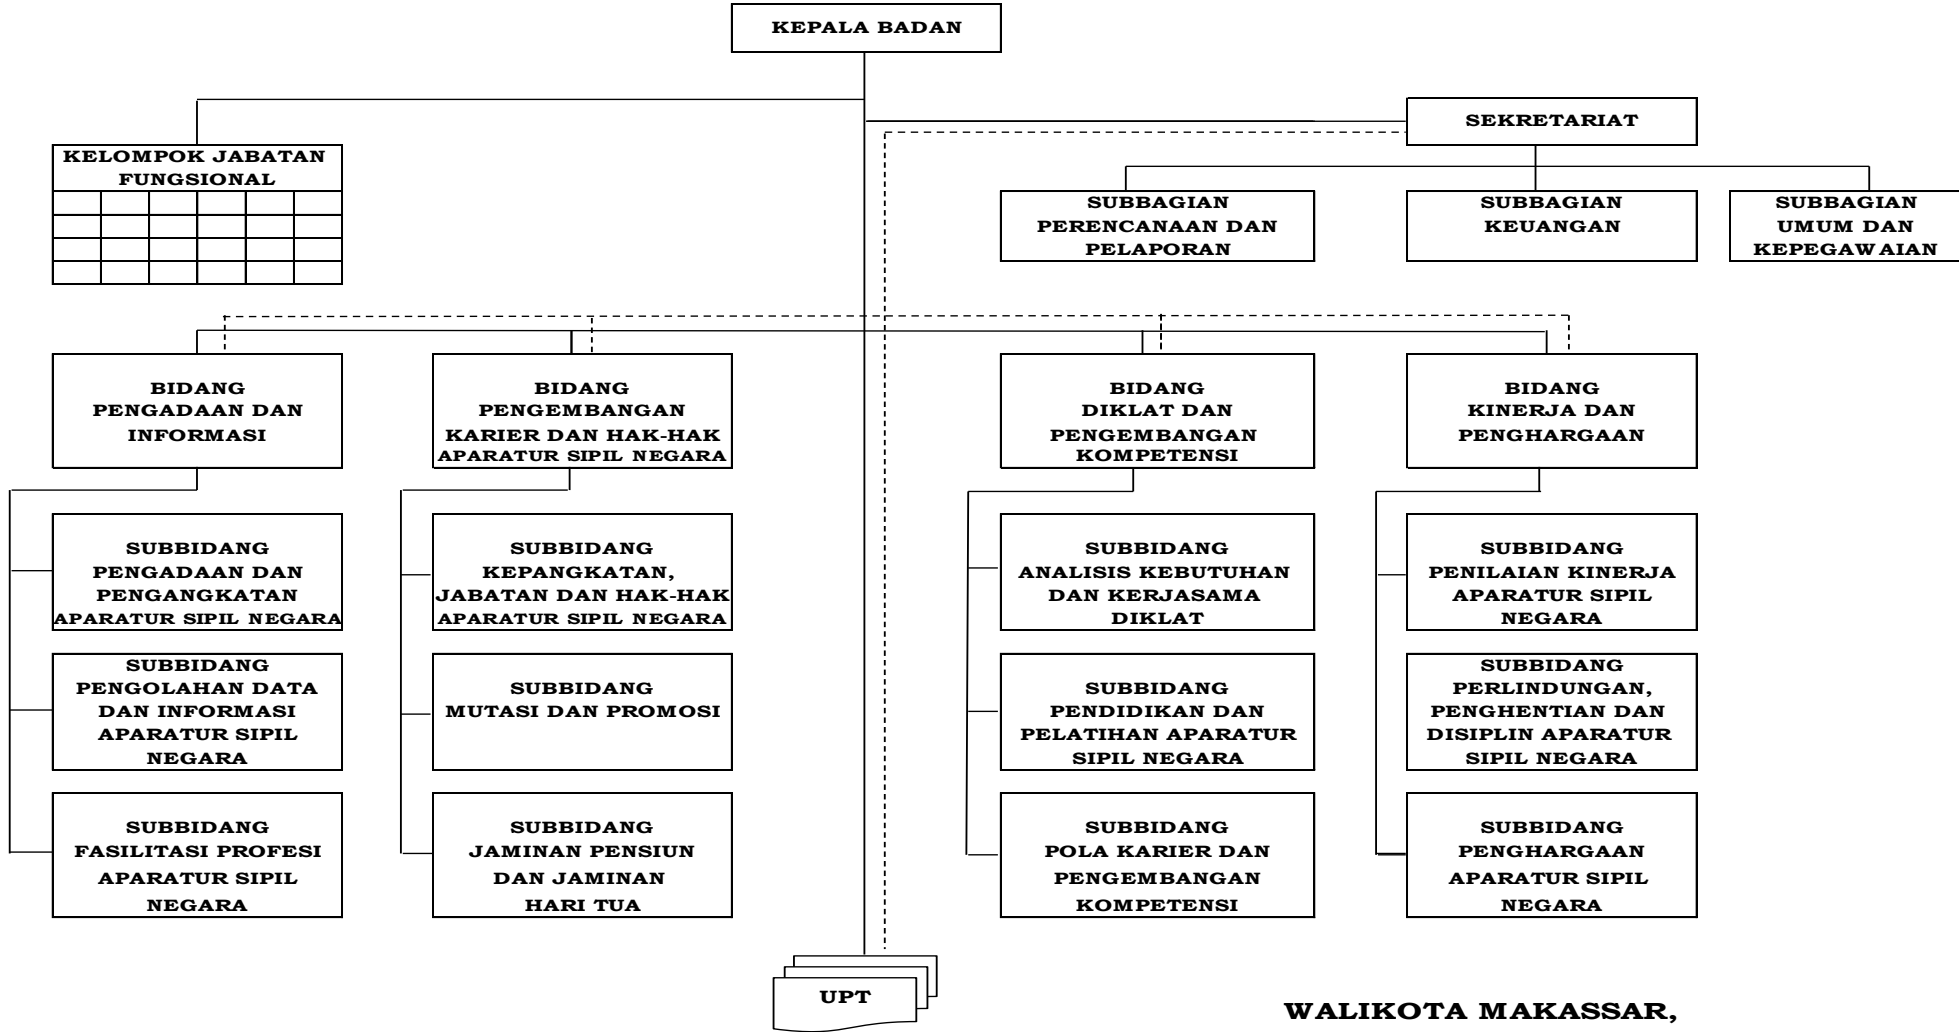 KEPALA BADAN
SEKRETARIAT
KELOMPOK JABATAN
FUNGSIONAL
SUBBAGIAN
PERENCANAAN DAN
PELAPORAN
SUBBAGIAN
KEUANGAN
SUBBAGIAN
UMUM DAN
KEPEGAWAIAN
BIDANG
PENGADAAN DAN
INFORMASI
BIDANG
PENGEMBANGAN
KARIER DAN HAK-HAK
APARATUR SIPIL NEGARA
BIDANG
DIKLAT DAN
PENGEMBANGAN
KOMPETENSI
BIDANG
KINERJA DAN
PENGHARGAAN
SUBBIDANG
PENGADAAN DAN
PENGANGKATAN
APARATUR SIPIL NEGARA
SUBBIDANG
KEPANGKATAN,
JABATAN DAN HAK-HAK
APARATUR SIPIL NEGARA
SUBBIDANG
ANALISIS KEBUTUHAN
DAN KERJASAMA
DIKLAT
SUBBIDANG
PENILAIAN KINERJA
APARATUR SIPIL
NEGARA
SUBBIDANG
PENGOLAHAN DATA
DAN INFORMASI
APARATUR SIPIL
NEGARA
SUBBIDANG
MUTASI DAN PROMOSI
SUBBIDANG
PENDIDIKAN DAN
PELATIHAN APARATUR
SIPIL NEGARA
SUBBIDANG
PERLINDUNGAN,
PENGHENTIAN DAN
DISIPLIN APARATUR
SIPIL NEGARA
SUBBIDANG
FASILITASI PROFESI
APARATUR SIPIL
NEGARA
SUBBIDANG
JAMINAN PENSIUN
DAN JAMINAN
HARI TUA
SUBBIDANG
POLA KARIER DAN
PENGEMBANGAN
KOMPETENSI
SUBBIDANG
PENGHARGAAN
APARATUR SIPIL
NEGARA
UPT
WALIKOTA MAKASSAR,